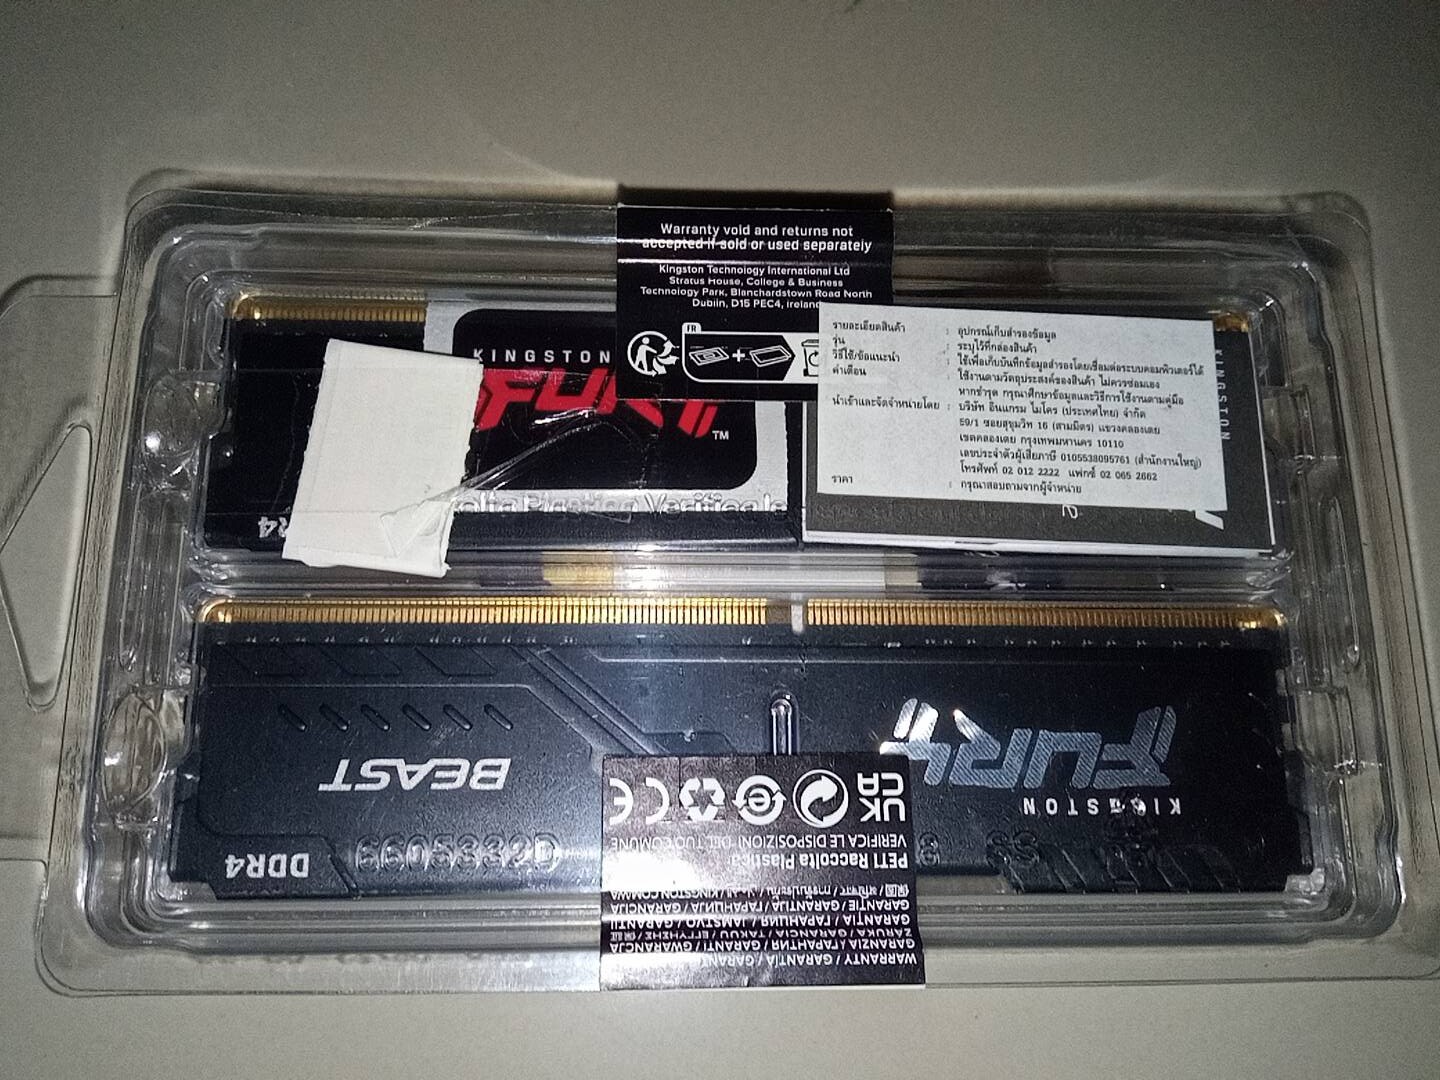 Warranty void and returns not
accepted if sold or used separately
Kingston Technology International Ltd
Stratus House, College & Business
Technology Park, Blanchardstown Road North
Dublin, D15 PEC4, Ireland
FR
+
KINGSTON
FURY
TM
DDR4
KINGSTON
รายละเอียดสินค้า : อุปกรณ์เก็บสำรองข้อมูล
รุ่น : ระบุไว้ที่กล่องสินค้า
วิธีใช้/ข้อแนะนำ : ใช้เพื่อเก็บบันทึกข้อมูลสำรองโดยเชื่อมต่อระบบคอมพิวเตอร์ได้
คำเตือน : ใช้งานตามวัตถุประสงค์ของสินค้า ไม่ควรซ่อมเอง
หากชำรุด กรุณาศึกษาข้อมูลและวิธีการใช้งานตามคู่มือ
นำเข้าและจัดจำหน่ายโดย : บริษัท อินแกรม ไมโคร (ประเทศไทย) จำกัด
59/1 ซอยสุขุมวิท 16 (สามมิตร) แขวงคลองเตย
เขตคลองเตย กรุงเทพมหานคร 10110
เลขประจำตัวผู้เสียภาษี 0105538095761 (สำนักงานใหญ่)
โทรศัพท์ 02 012 2222 แฟกซ์ 02 065 2662
ราคา : กรุณาสอบถามจากผู้จำหน่าย
KINGSTON
FURY
BEAST
DDR4
6605332D
UK
CA
CE
PET1 Raccolta Plastica
VERIFICA LE DISPOSIZIONI DEL TUO COMUNE
WARRANTY / GARANTIA / GARANTIE